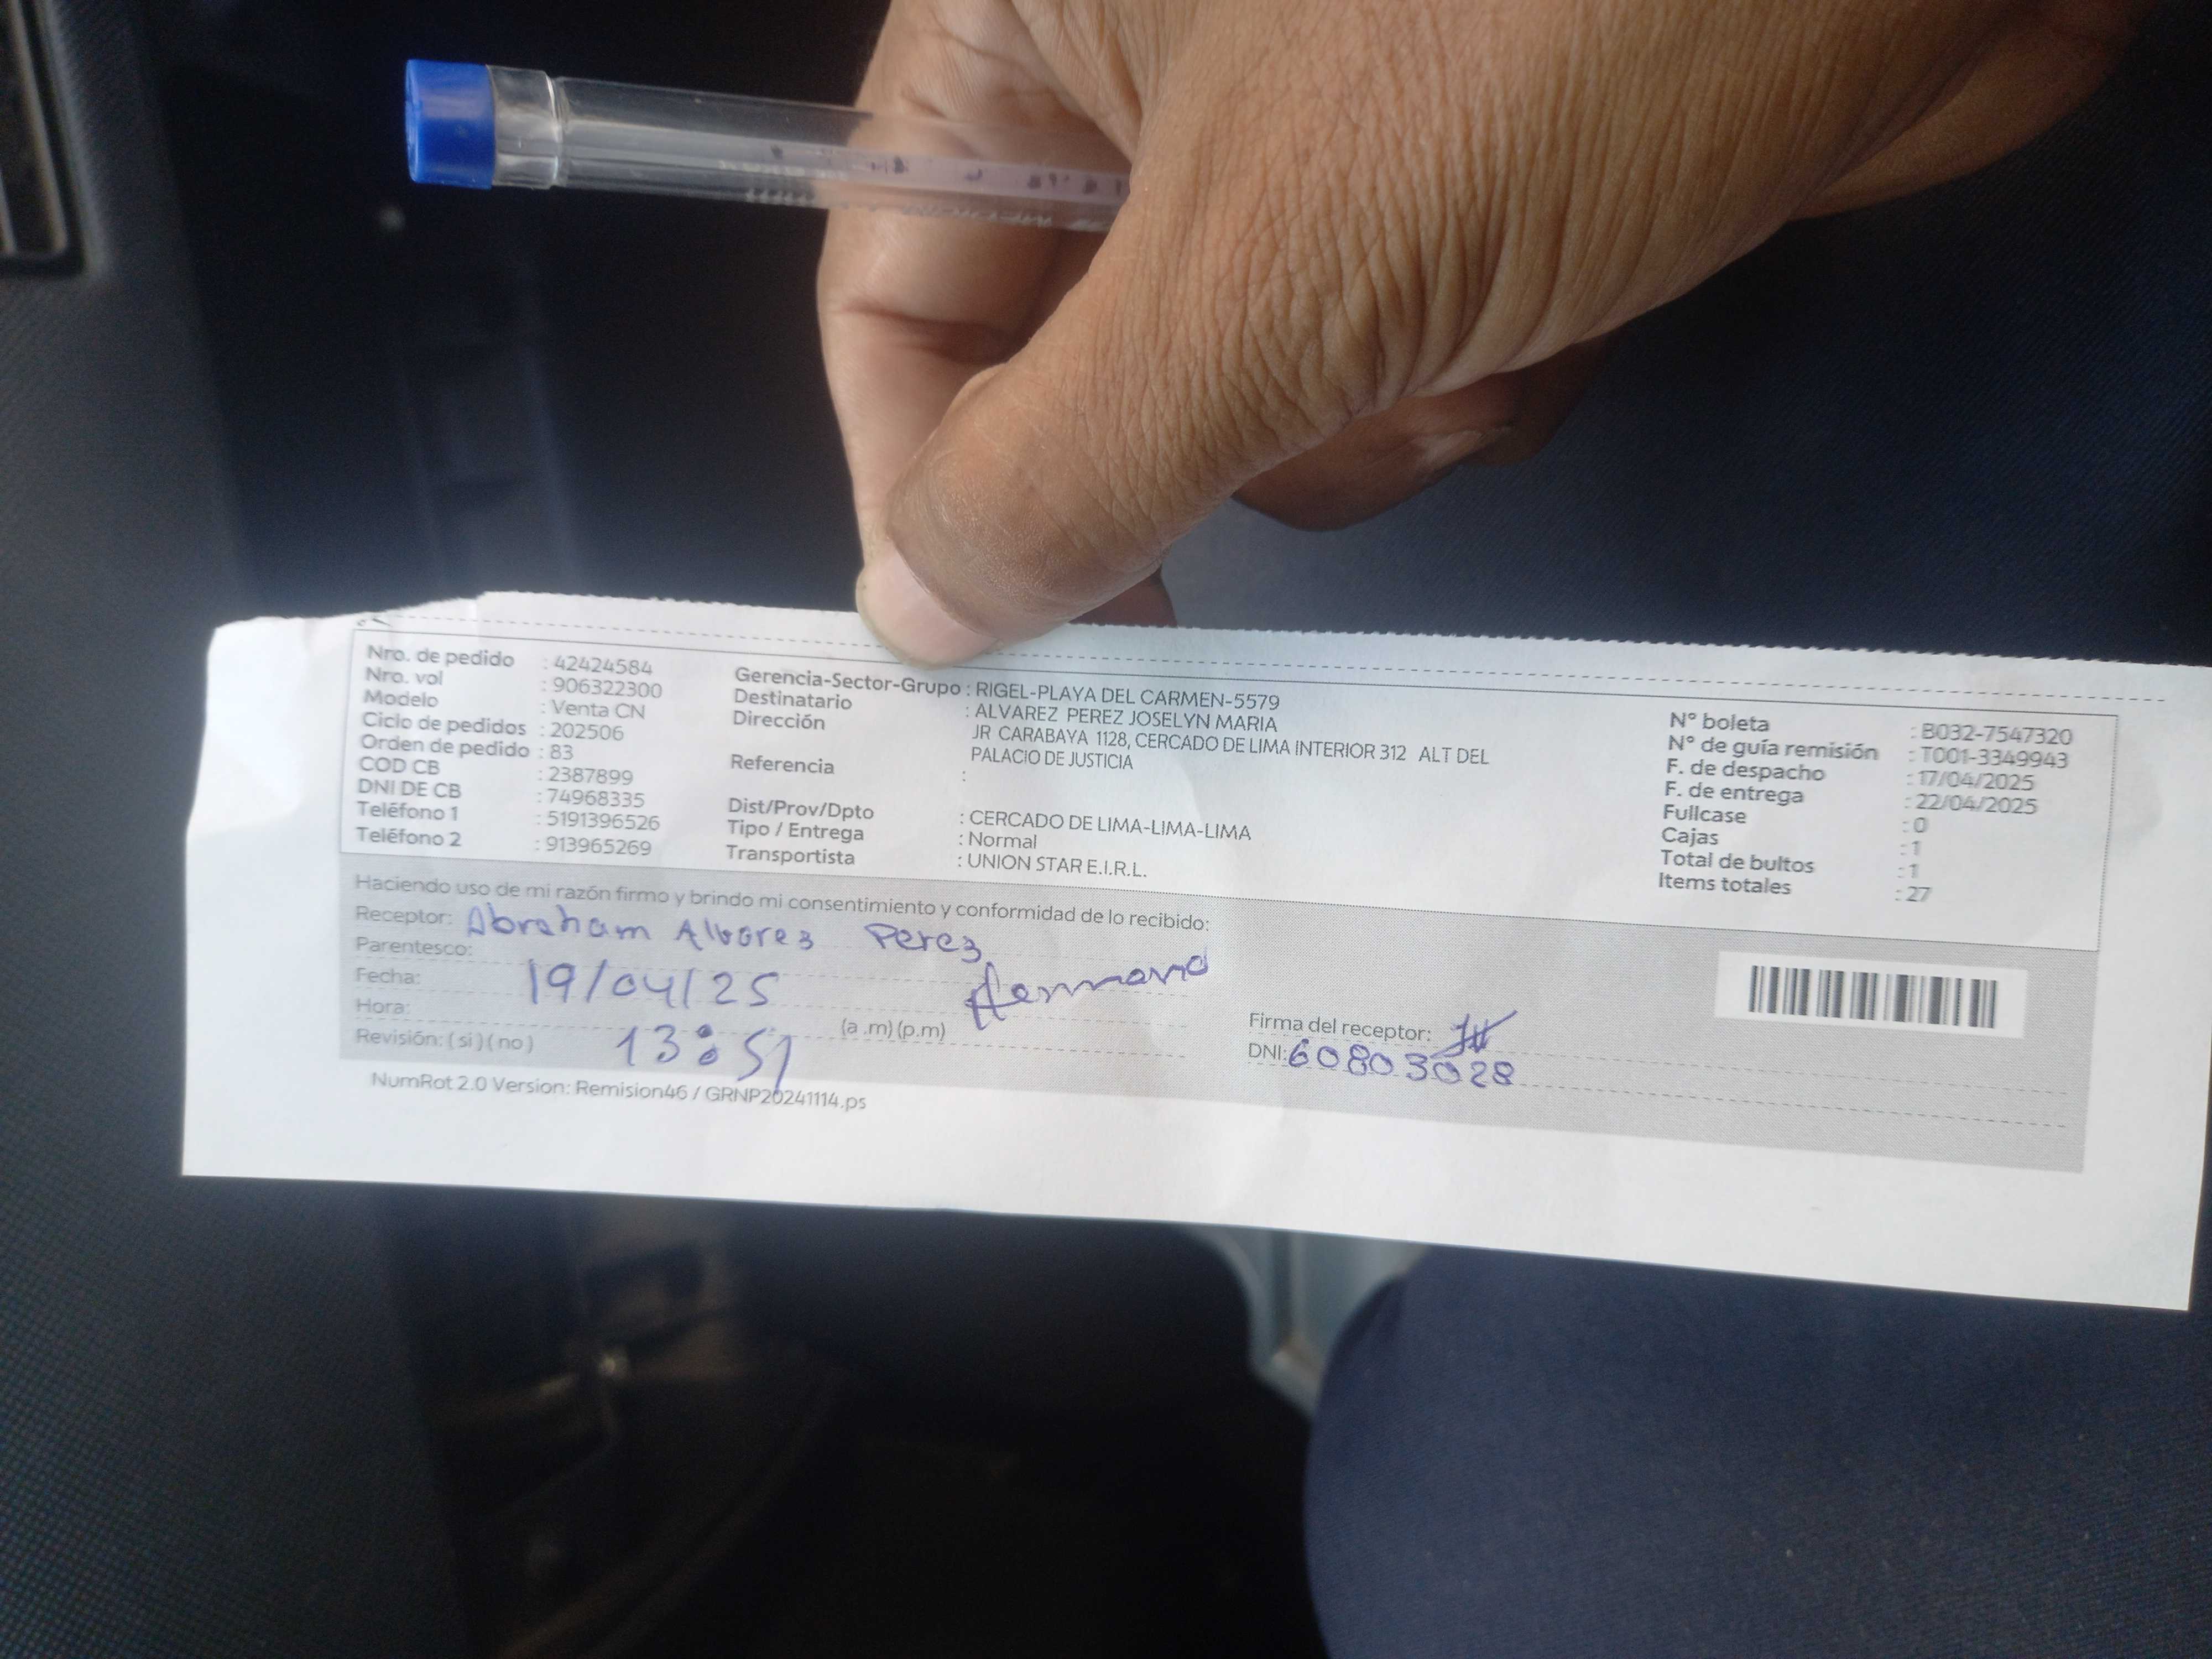 Nro. de pedido : 42424584
Nro. vol : 906322300
Modelo : Venta CN
Ciclo de pedidos : 202506
Orden de pedido : 83
COD CB : 2387899
DNI DE CB : 74968335
Teléfono 1 : 5191396526
Teléfono 2 : 913965269
Gerencia-Sector-Grupo : RIGEL-PLAYA DEL CARMEN-5579
Destinatario : ALVAREZ PEREZ JOSELYN MARIA
Dirección JR CARABAYA 1128, CERCADO DE LIMA INTERIOR 312 ALT DEL
PALACIO DE JUSTICIA
Referencia :
Dist/Prov/Dpto : CERCADO DE LIMA-LIMA-LIMA
Tipo / Entrega : Normal
Transportista : UNION STAR E.I.R.L.
N° boleta : B032-7547320
N° de guía remisión : T001-3349943
F. de despacho : 17/04/2025
F. de entrega : 22/04/2025
Fullcase : 0
Cajas : 1
Total de bultos : 1
Items totales : 27
Haciendo uso de mi razón firmo y brindo mi consentimiento y conformidad de lo recibido:
Receptor: Abraham Alvarez Perez
Parentesco: Hermano
Fecha: 19/04/25
Hora: 13:51 (a .m) (p.m)
Revisión: ( si ) ( no )
Firma del receptor:
DNI: 60803028
NumRot 2.0 Version: Remision46 / GRNP20241114.ps